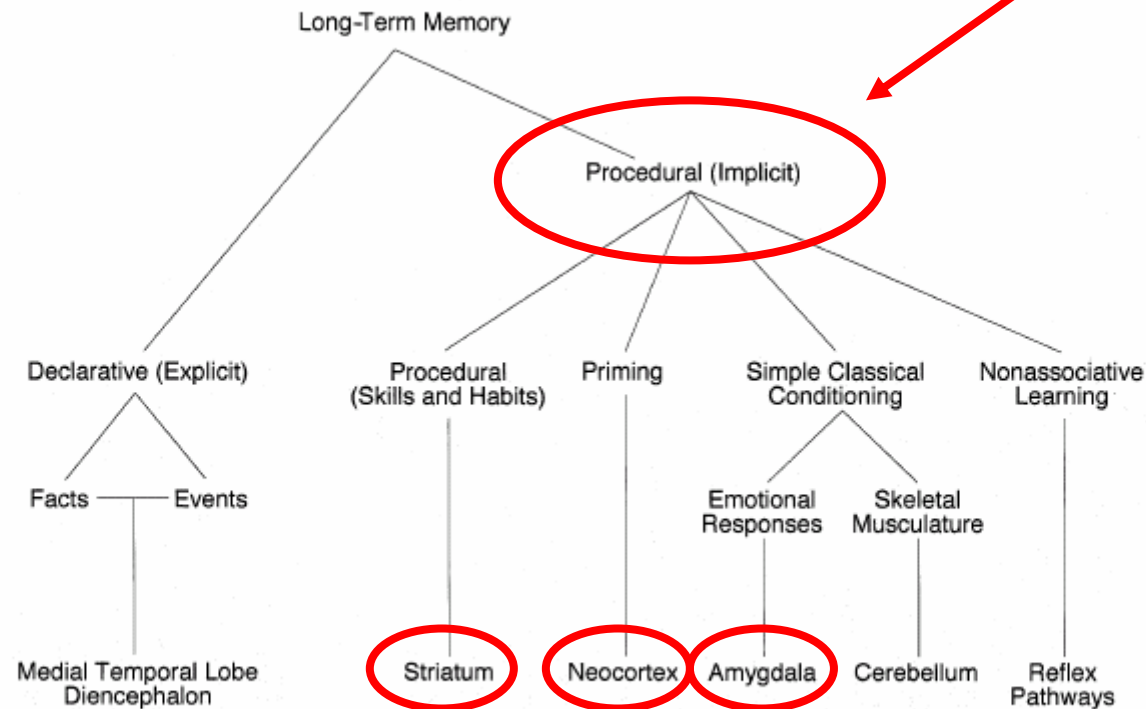 Long-Term Memory
Procedural (Implicit)
Declarative (Explicit)
Procedural
(Skills and Habits)
Priming
Simple Classical
Conditioning
Nonassociative
Learning
Facts
Events
Emotional
Responses
Skeletal
Musculature
Medial Temporal Lobe
Diencephalon
Striatum
Neocortex
Amygdala
Cerebellum
Reflex
Pathways